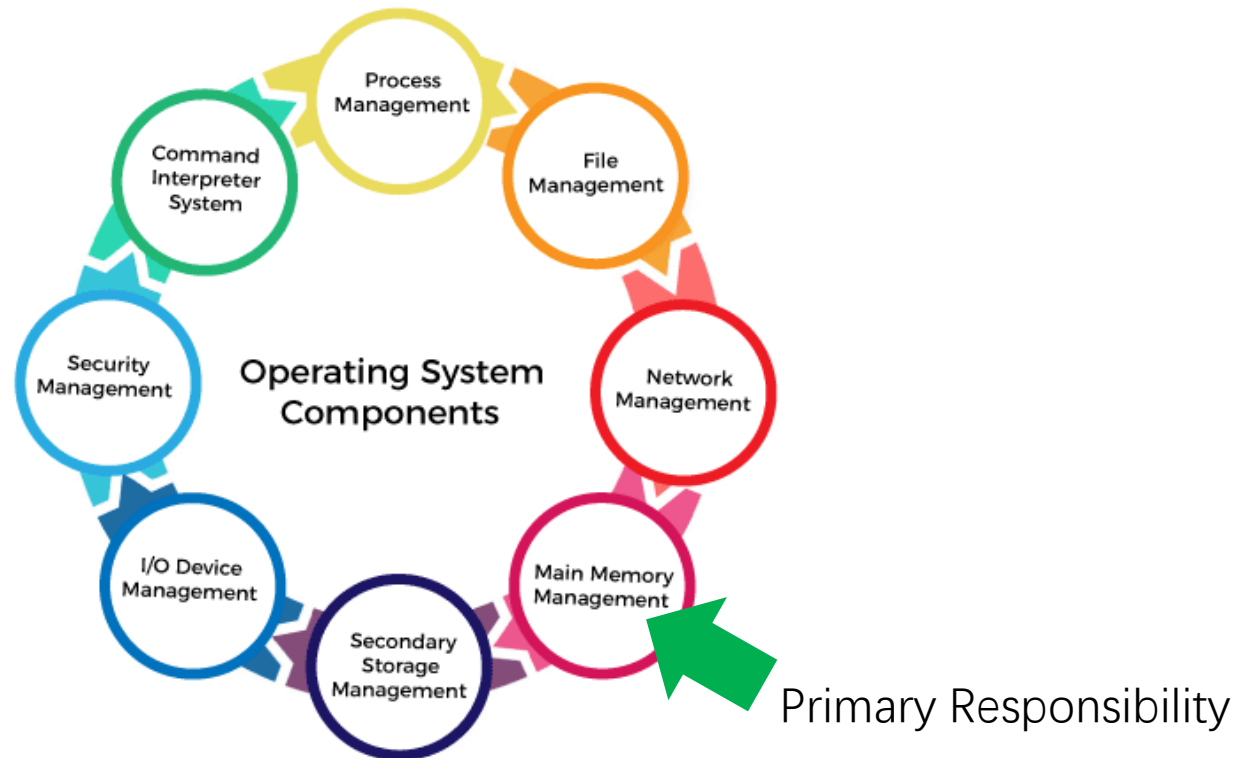 Process
Management
File
Management
Network
Management
Main Memory
Management
Secondary
Storage
Management
I/O Device
Management
Security
Management
Command
Interpreter
System
Operating System
Components
Primary Responsibility